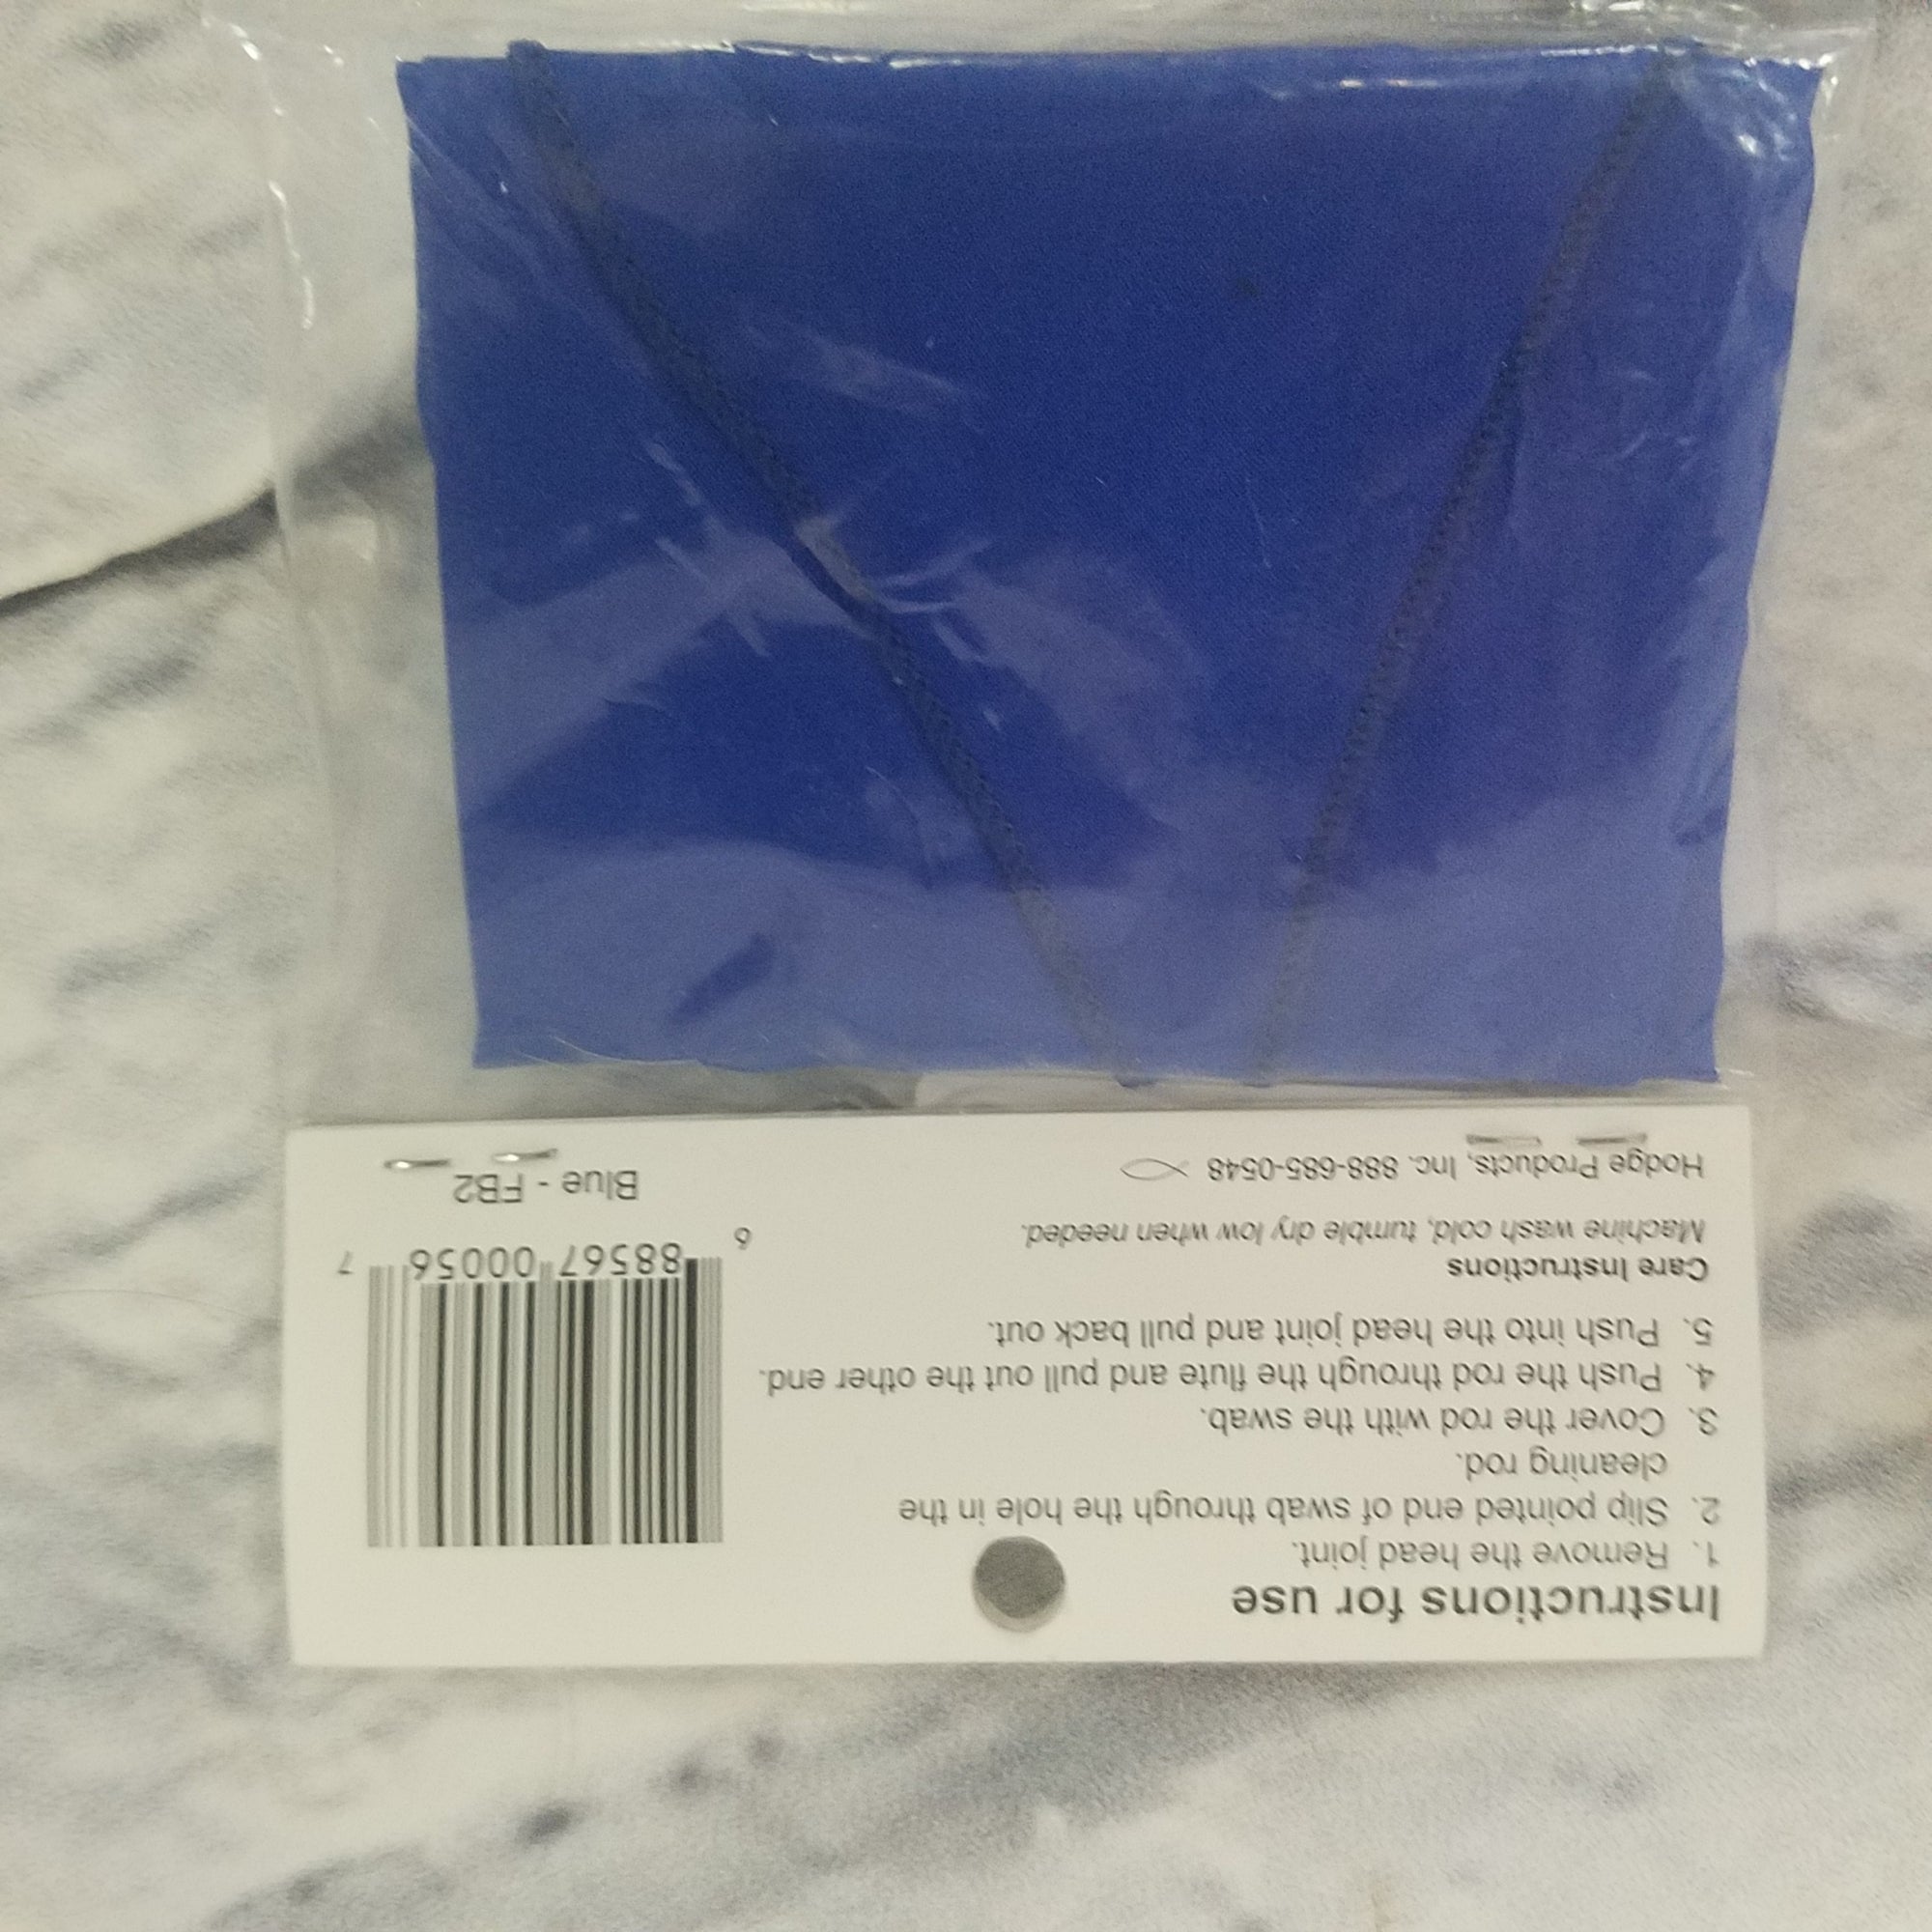 Instructions for use
1. Remove the head joint.
2. Slip pointed end of swab through the hole in the
cleaning rod.
3. Cover the rod with the swab.
4. Push the rod through the flute and pull out the other end.
5. Push into the head joint and pull back out.
Care Instructions
Machine wash cold, tumble dry low when needed.
Hodge Products, Inc. 888-685-0548
6 88567 00056 7
Blue - FB2